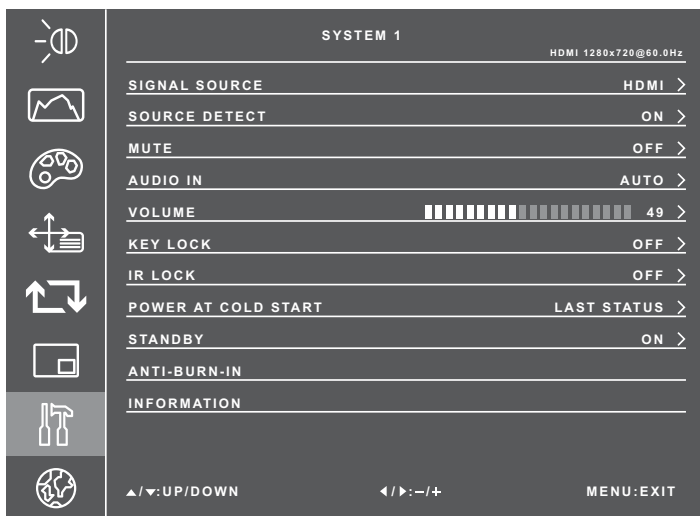 SYSTEM 1
HDMI 1280x720@60.0Hz
SIGNAL SOURCE HDMI >
SOURCE DETECT ON >
MUTE OFF >
AUDIO IN AUTO >
VOLUME 49 >
KEY LOCK OFF >
IR LOCK OFF >
POWER AT COLD START LAST STATUS >
STANDBY ON >
ANTI-BURN-IN
INFORMATION
▲/▼:UP/DOWN ◀/▶:−/+ MENU:EXIT